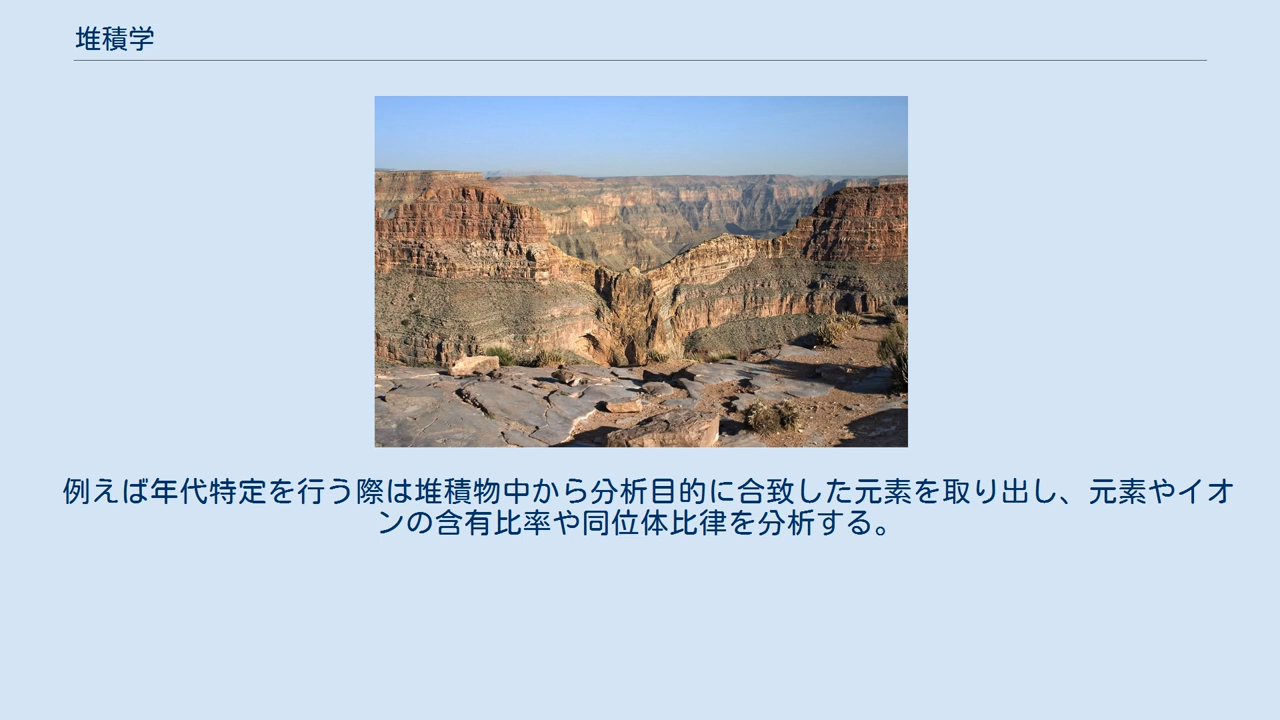 堆積学
例えば年代特定を行う際は堆積物中から分析目的に合致した元素を取り出し、元素やイオ
ンの含有比率や同位体比律を分析する。